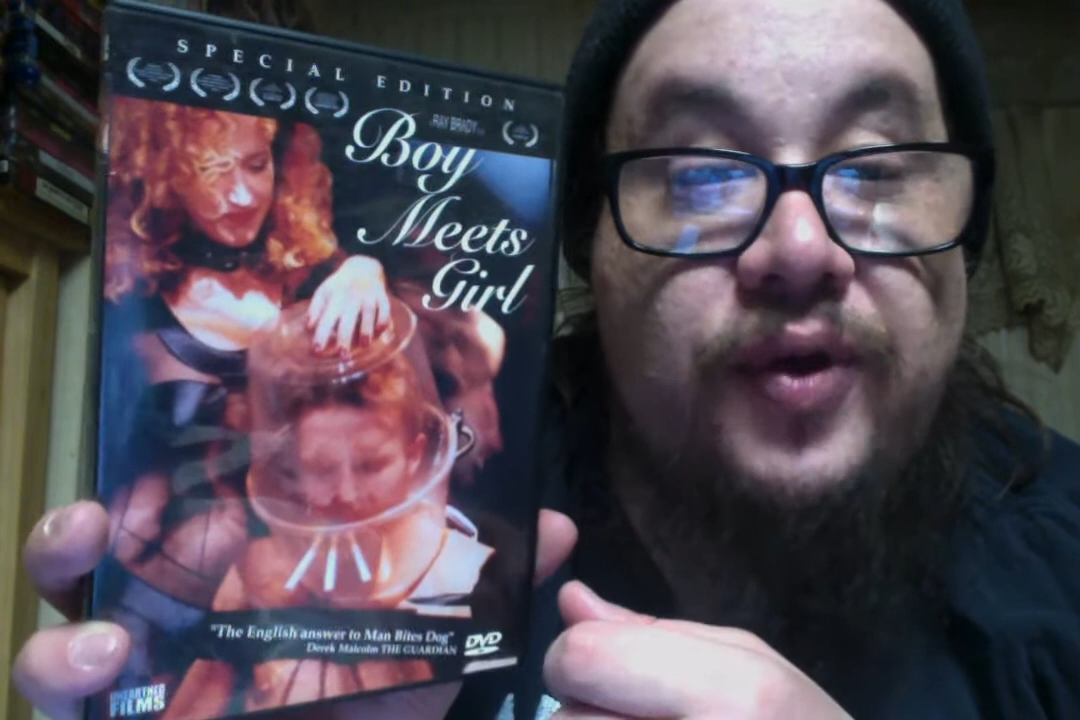 SPECIAL EDITION
RAY BRADY
Boy
Meets
Girl
"The English answer to Man Bites Dog"
Derek Malcolm THE GUARDIAN
DVD
UNEARTHED
FILMS